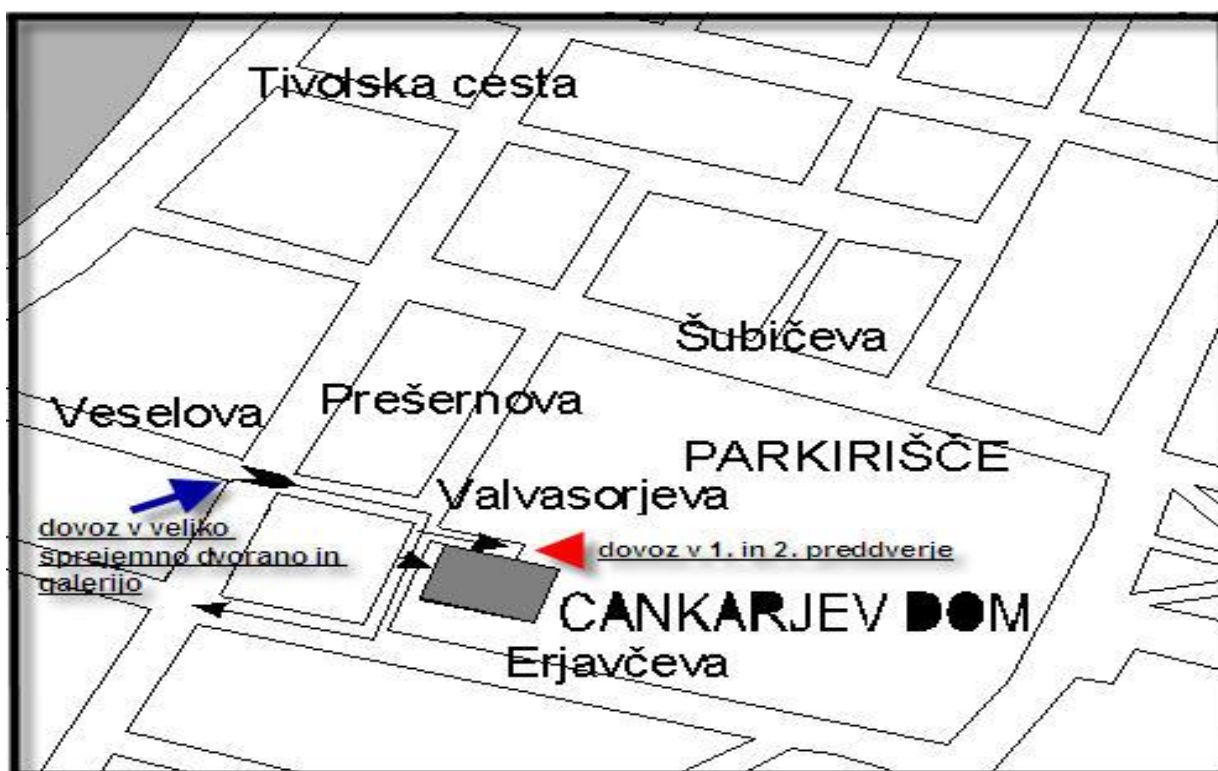 Tivolska cesta
Šubičeva
Prešernova
Veselova
PARKIRIŠČE
Valvasorjeva
dovoz v veliko
sprejemno dvorano in
galerijo
dovoz v 1. in 2. preddverje
CANKARJEV DOM
Erjavčeva